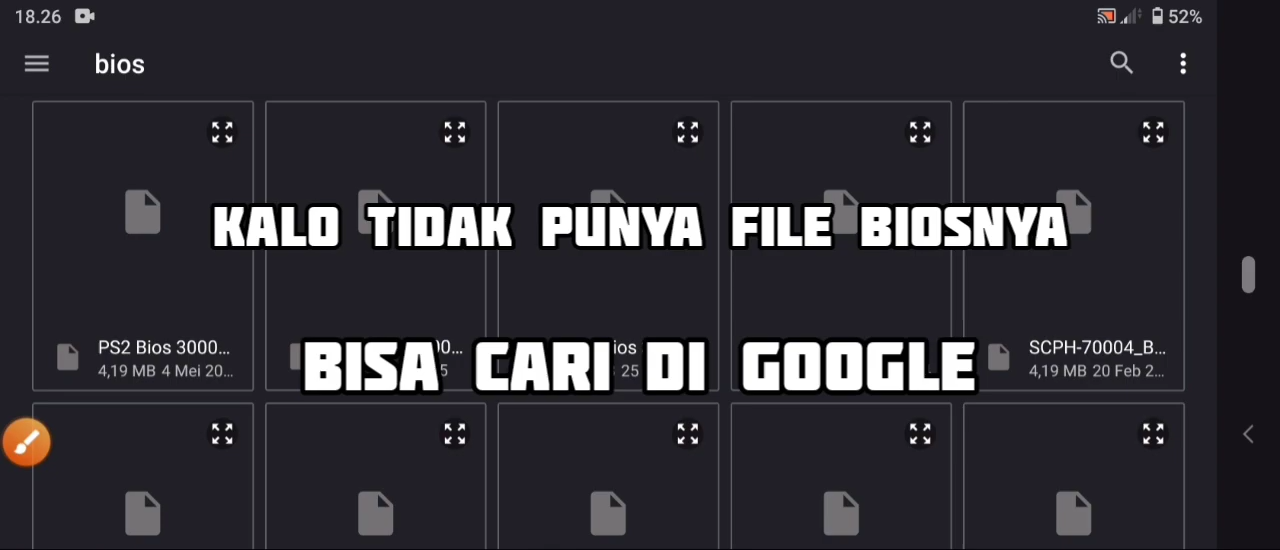 18.26
52%
bios
KALO TIDAK PUNYA FILE BIOSNYA
PS2 Bios 3000...
4,19 MB 4 Mei 20...
SCPH-70004_B...
4,19 MB 20 Feb 2...
BISA CARI DI GOOGLE